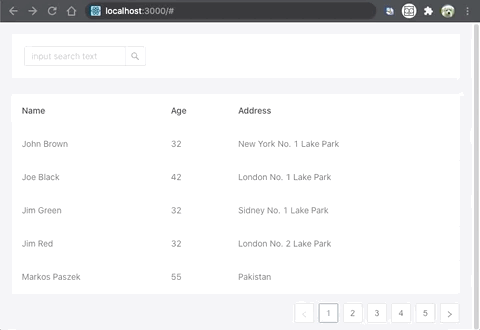 localhost:3000/#
input search text
Name Age Address
John Brown 32 New York No. 1 Lake Park
Joe Black 42 London No. 1 Lake Park
Jim Green 32 Sidney No. 1 Lake Park
Jim Red 32 London No. 2 Lake Park
Markos Paszek 55 Pakistan
1 2 3 4 5